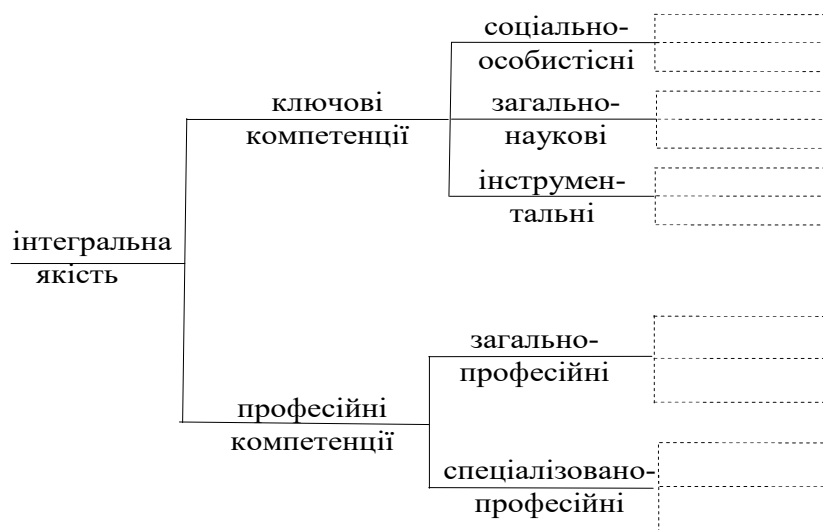 соціально-
особистісні
ключові
компетенції
загально-
наукові
інструмен-
тальні
інтегральна
якість
загально-
професійні
професійні
компетенції
спеціалізовано-
професійні